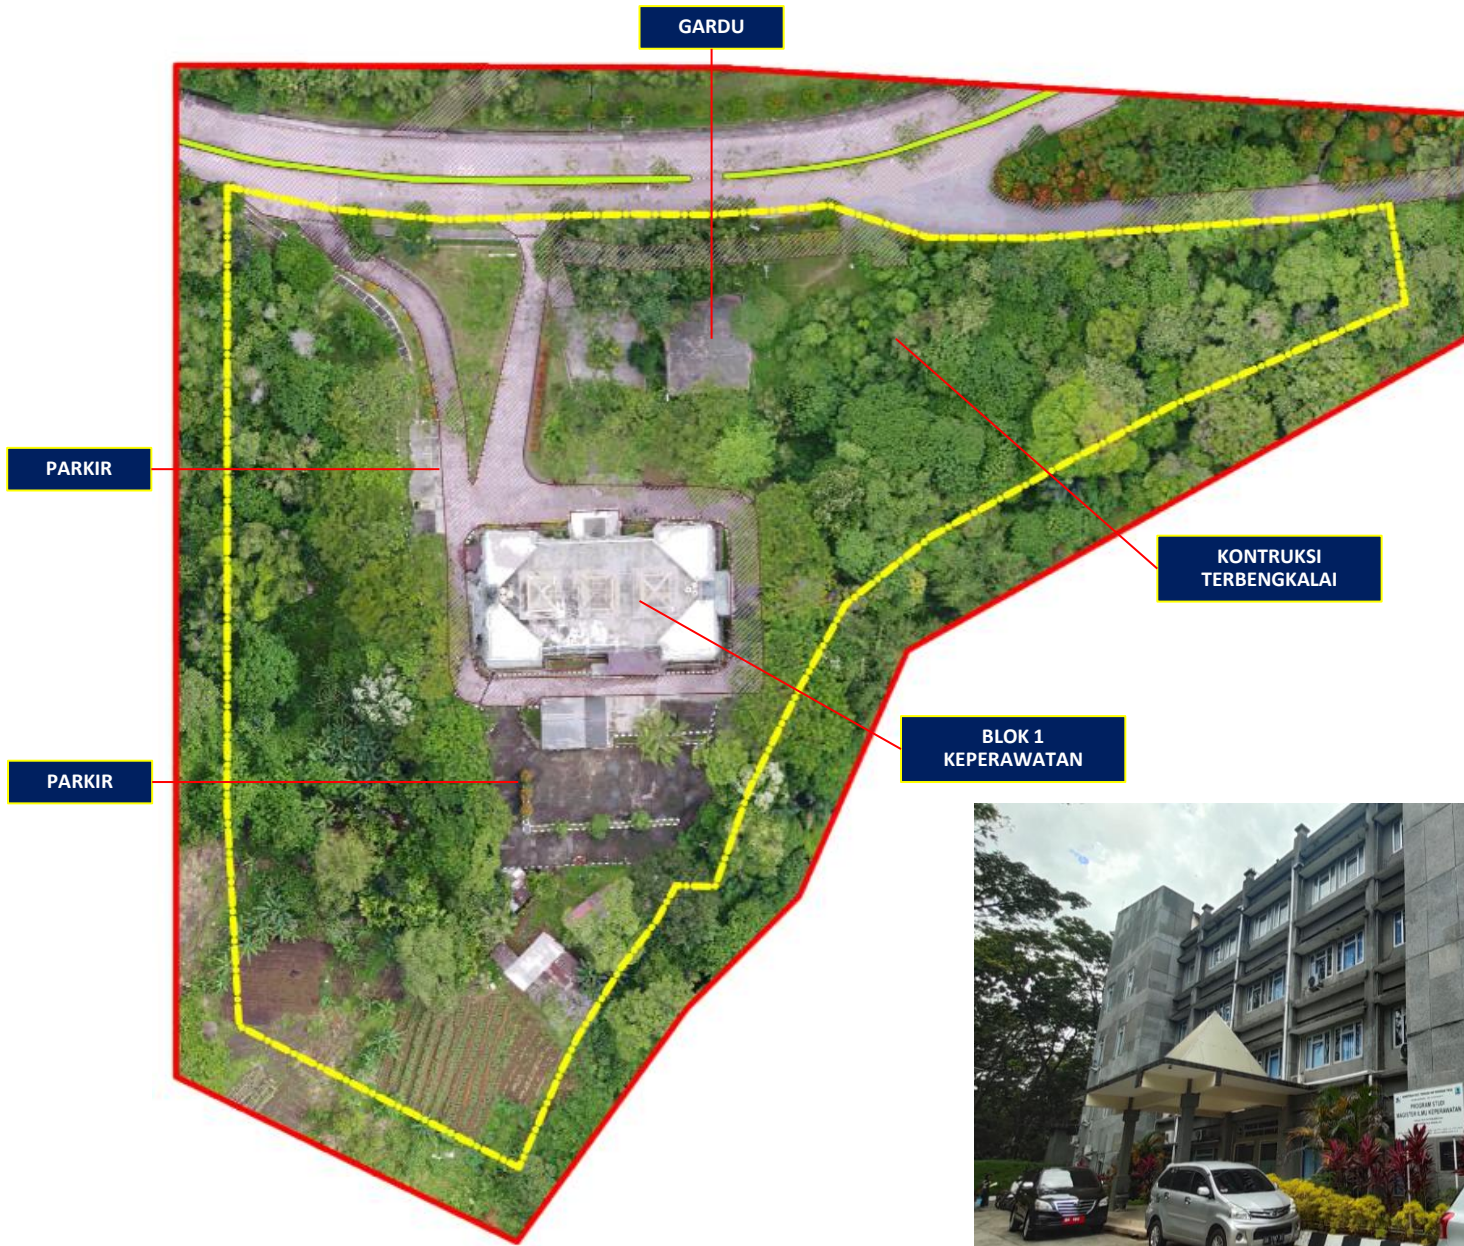 GARDU
PARKIR
KONTRUKSI
TERBENGKALAI
BLOK 1
KEPERAWATAN
PARKIR
PROGRAM STUDI
MAGISTER ILMU KEPERAWATAN